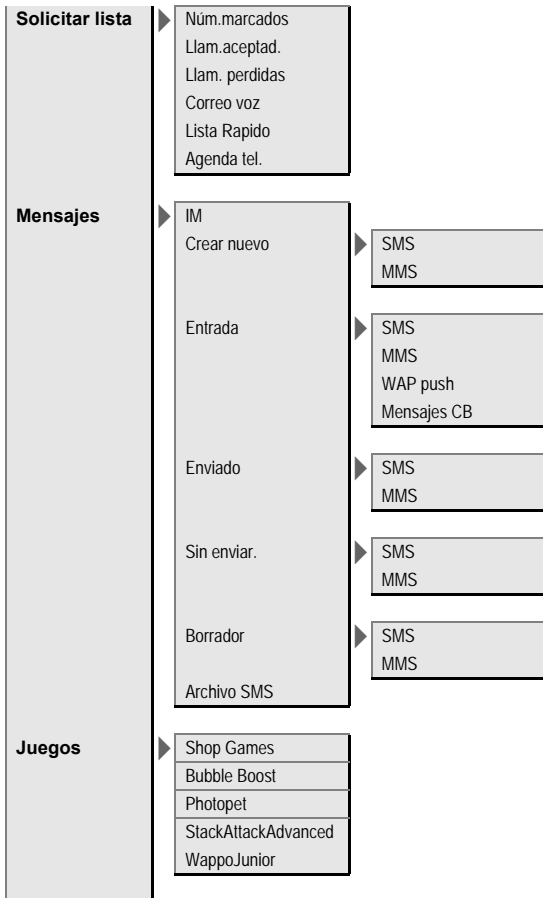 Solicitar lista Núm.marcados
Llam.aceptad.
Llam. perdidas
Correo voz
Lista Rapido
Agenda tel.
Mensajes IM
Crear nuevo SMS
MMS
Entrada SMS
MMS
WAP push
Mensajes CB
Enviado SMS
MMS
Sin enviar. SMS
MMS
Borrador SMS
MMS
Archivo SMS
Juegos Shop Games
Bubble Boost
Photopet
StackAttackAdvanced
WappoJunior